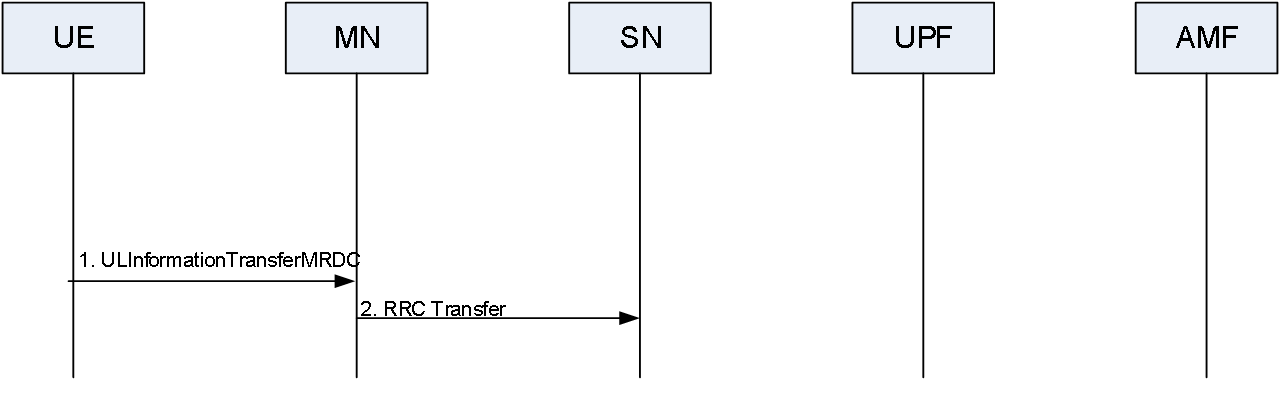 UE
MN
SN
UPF
AMF
1. ULInformationTransferMRDC
2. RRC Transfer